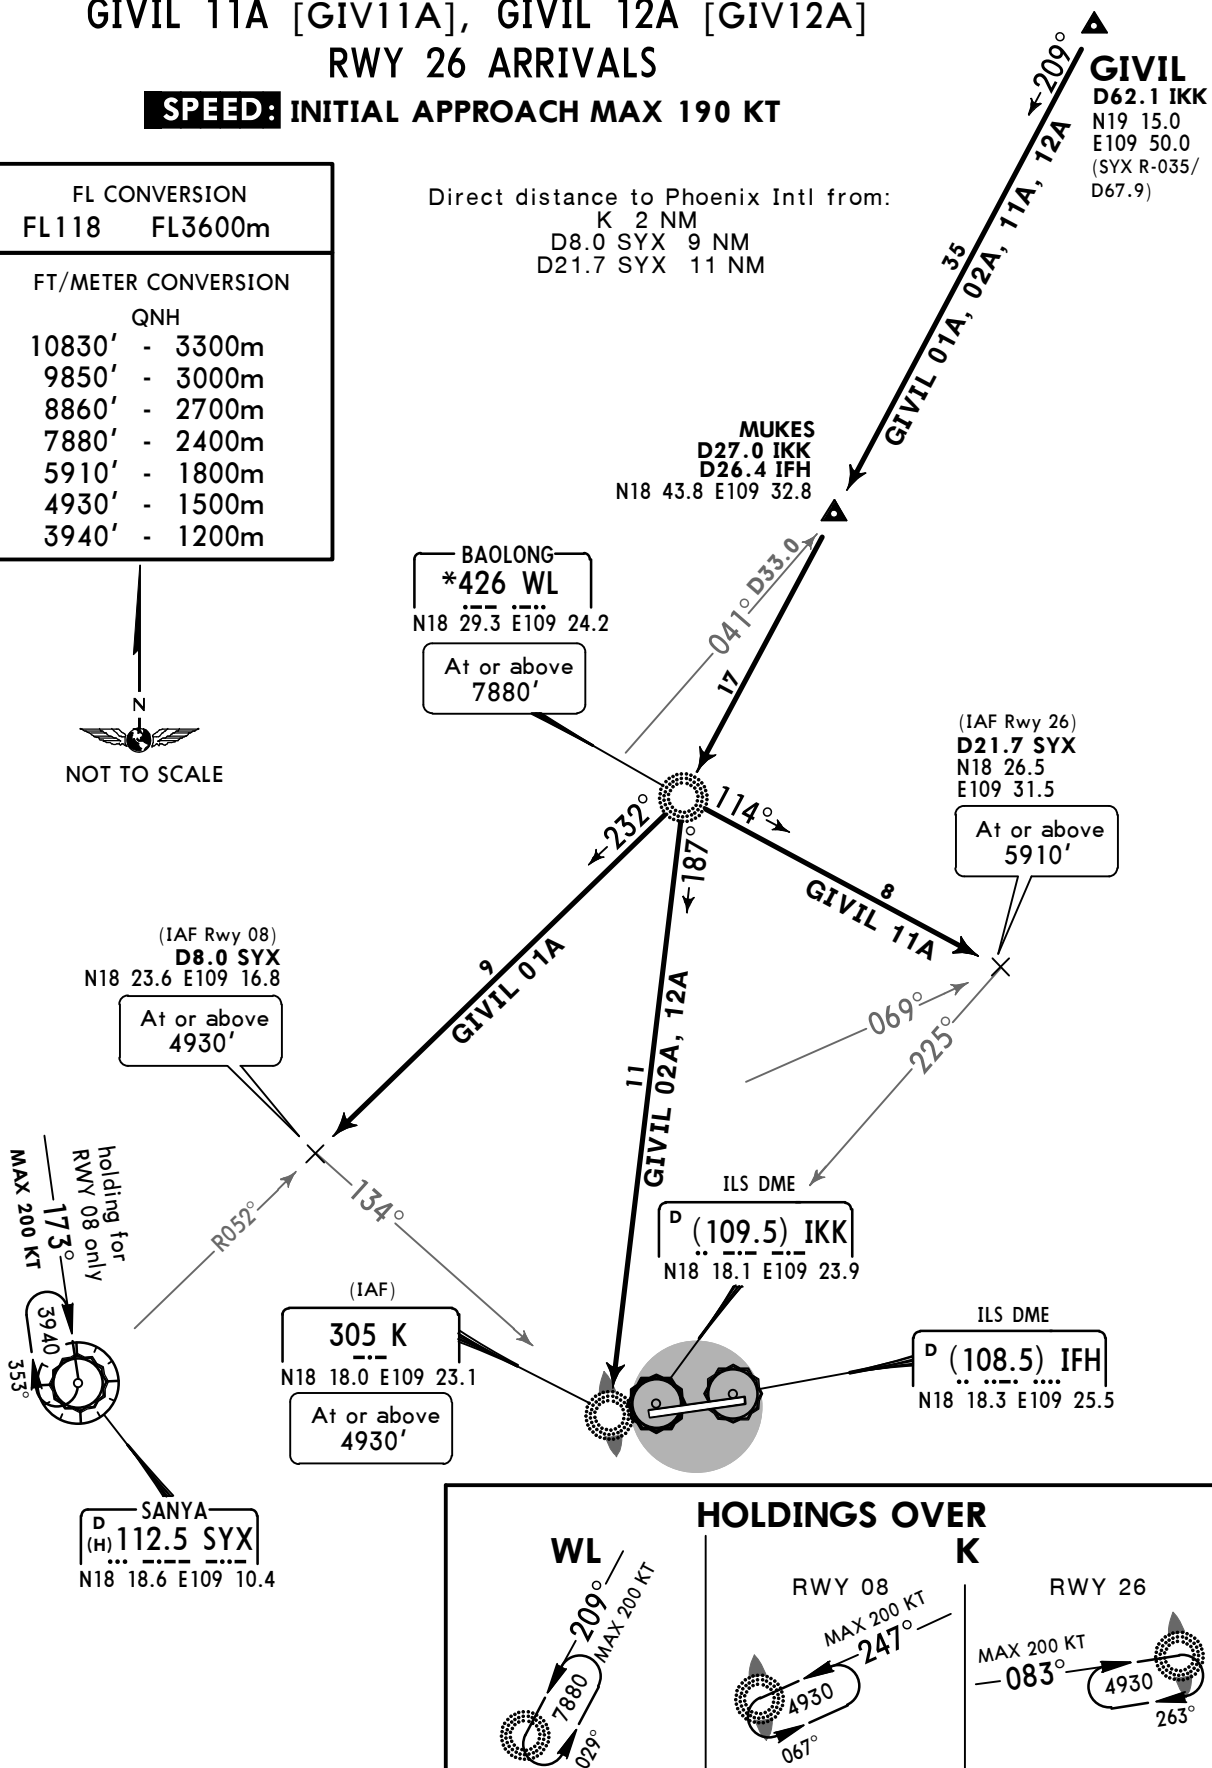 GIVIL 11A [GIV11A], GIVIL 12A [GIV12A]
RWY 26 ARRIVALS
SPEED: INITIAL APPROACH MAX 190 KT
FL CONVERSION
FL118 FL3600m
FT/METER CONVERSION
QNH
10830' - 3300m
9850' - 3000m
8860' - 2700m
7880' - 2400m
5910' - 1800m
4930' - 1500m
3940' - 1200m
N
NOT TO SCALE
Direct distance to Phoenix Intl from:
K 2 NM
D8.0 SYX 9 NM
D21.7 SYX 11 NM
209°
GIVIL
D62.1 IKK
N19 15.0
E109 50.0
(SYX R-035/
D67.9)
35
GIVIL 01A, 02A, 11A, 12A
MUKES
D27.0 IKK
D26.4 IFH
N18 43.8 E109 32.8
041° D33.0
17
BAOLONG
*426 WL
N18 29.3 E109 24.2
At or above
7880'
232°
187°
114°
8
GIVIL 11A
(IAF Rwy 26)
D21.7 SYX
N18 26.5
E109 31.5
At or above
5910'
069°
225°
9
GIVIL 01A
(IAF Rwy 08)
D8.0 SYX
N18 23.6 E109 16.8
At or above
4930'
11
GIVIL 02A, 12A
R052°
134°
holding for
RWY 08 only
173°
MAX 200 KT
3940
353°
SANYA
D
(H) 112.5 SYX
N18 18.6 E109 10.4
(IAF)
305 K
N18 18.0 E109 23.1
At or above
4930'
ILS DME
D (109.5) IKK
N18 18.1 E109 23.9
ILS DME
D (108.5) IFH
N18 18.3 E109 25.5
HOLDINGS OVER
WL
209°
MAX 200 KT
7880
029°
K
RWY 08
MAX 200 KT
247°
4930
067°
RWY 26
MAX 200 KT
083°
4930
263°